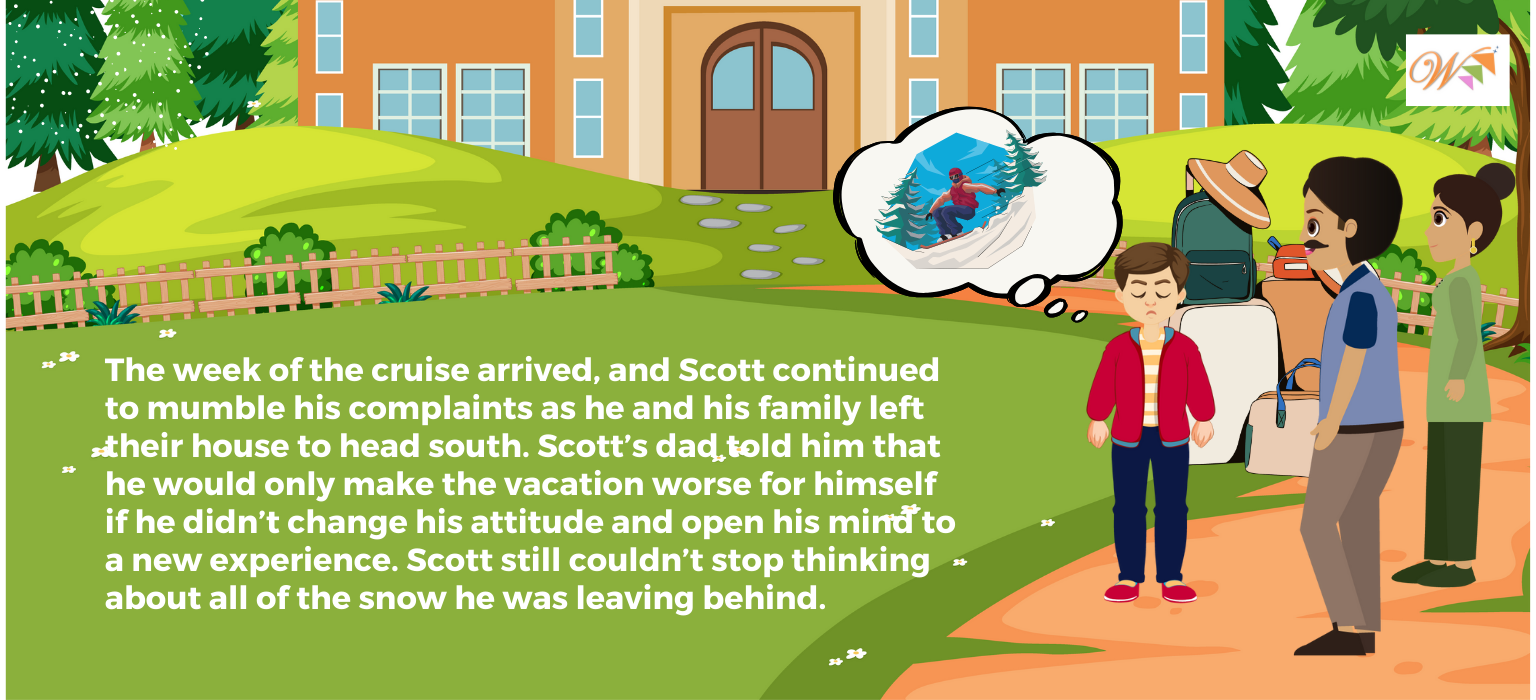 W
The week of the cruise arrived, and Scott continued
to mumble his complaints as he and his family left
their house to head south. Scott’s dad told him that
he would only make the vacation worse for himself
if he didn’t change his attitude and open his mind to
a new experience. Scott still couldn’t stop thinking
about all of the snow he was leaving behind.